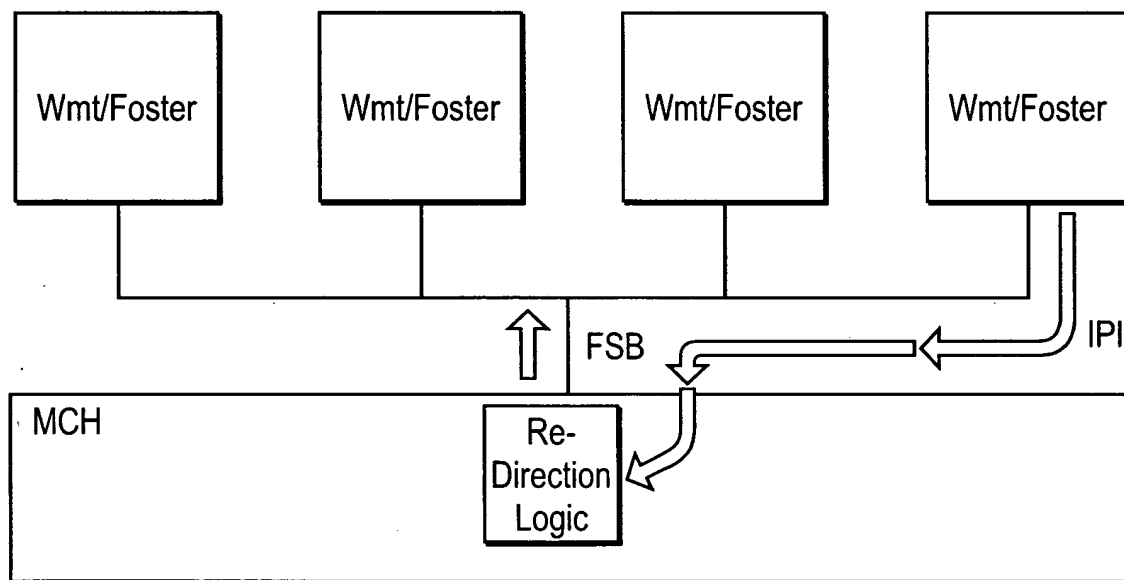 Wmt/Foster
Wmt/Foster
Wmt/Foster
Wmt/Foster
FSB
IPI
MCH
Re-
Direction
Logic